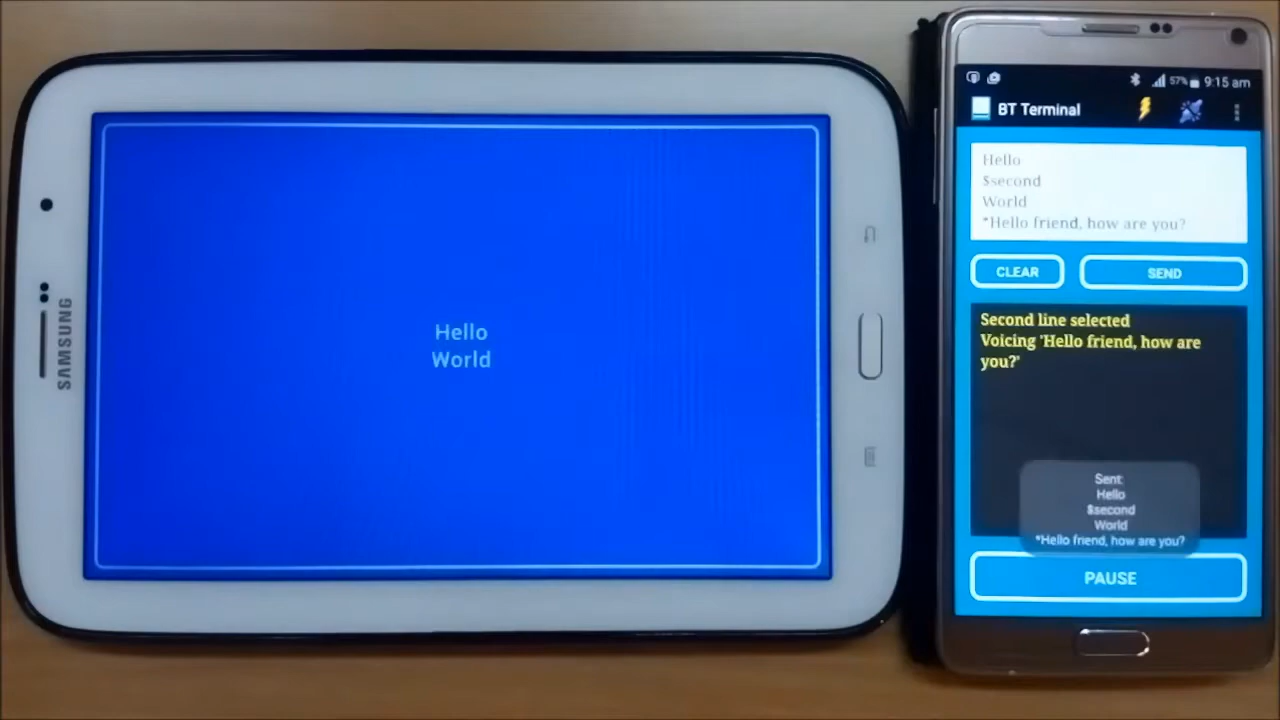 SAMSUNG
Hello
World
57% 9:15 am
BT Terminal
Hello
$second
World
*Hello friend, how are you?
CLEAR
SEND
Second line selected
Voicing 'Hello friend, how are
you?'
Sent:
Hello
$second
World
*Hello friend, how are you?
PAUSE